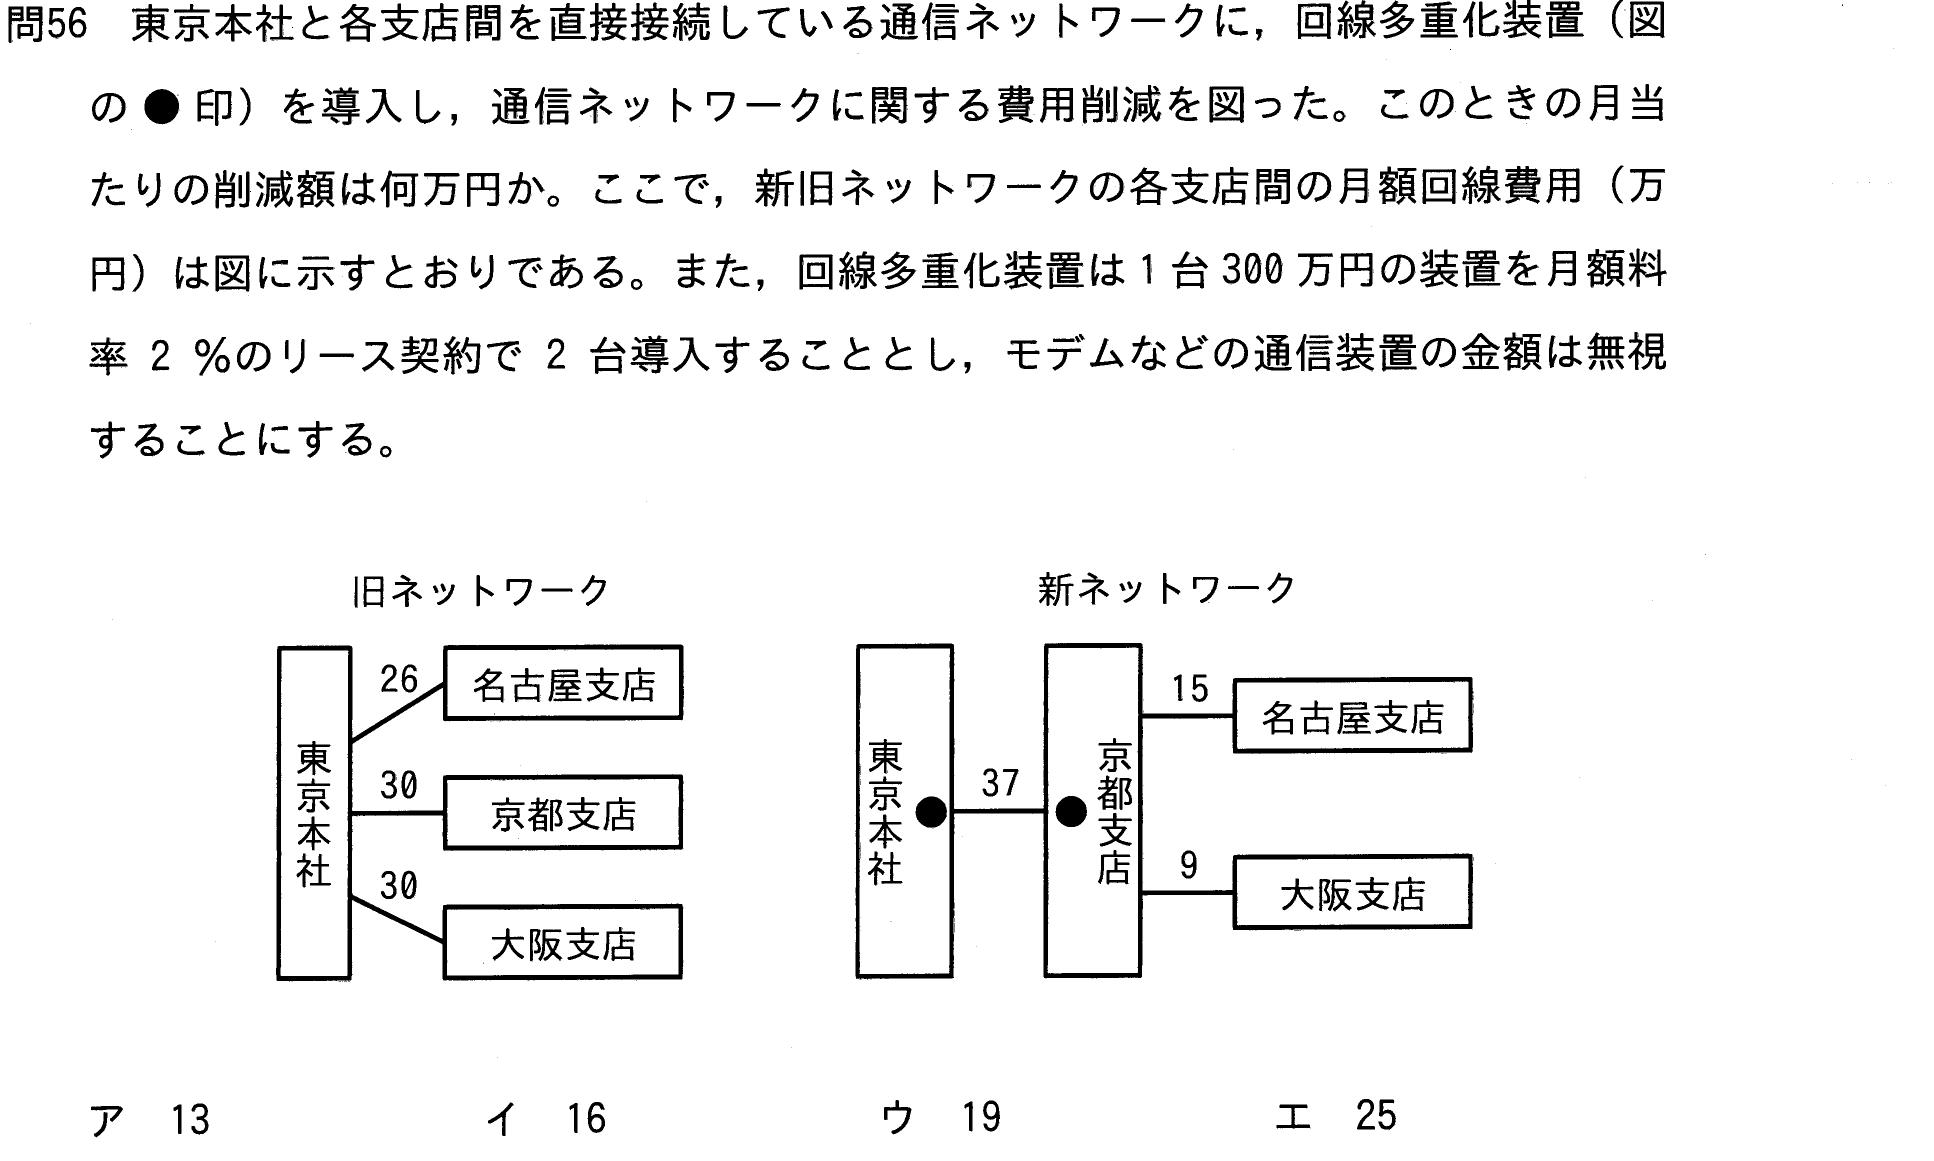 問56 東京本社と各支店間を直接接続している通信ネットワークに，回線多重化装置（図
の ● 印）を導入し，通信ネットワークに関する費用削減を図った。このときの月当
たりの削減額は何万円か。ここで，新旧ネットワークの各支店間の月額回線費用（万
円）は図に示すとおりである。また，回線多重化装置は 1 台 300 万円の装置を月額料
率 2 %のリース契約で 2 台導入することとし，モデムなどの通信装置の金額は無視
することにする。
旧ネットワーク
東京本社
26
名古屋支店
30
京都支店
30
大阪支店
新ネットワーク
東京本社
37
京都支店
15
名古屋支店
9
大阪支店
ア 13 イ 16 ウ 19 エ 25